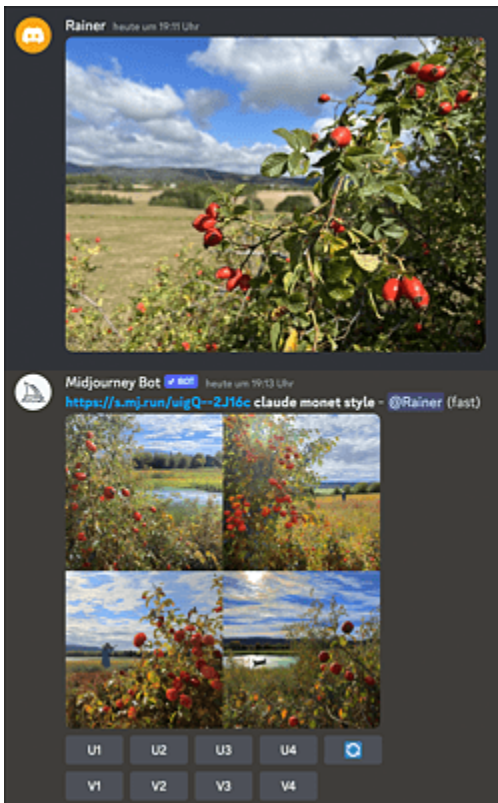 Rainer heute um 19:11 Uhr
Midjourney Bot ✔ BOT heute um 19:13 Uhr
https://s.mj.run/uigQ--2J16c claude monet style - @Rainer (fast)
U1 U2 U3 U4
V1 V2 V3 V4